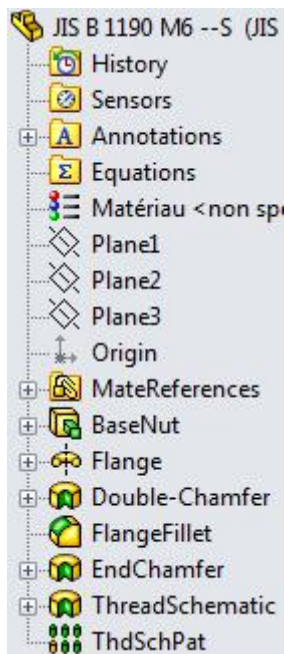 JIS B 1190 M6 --S (JIS
History
Sensors
Annotations
Equations
Matériau <non spe
Plane1
Plane2
Plane3
Origin
MateReferences
BaseNut
Flange
Double-Chamfer
FlangeFillet
EndChamfer
ThreadSchematic
ThdSchPat